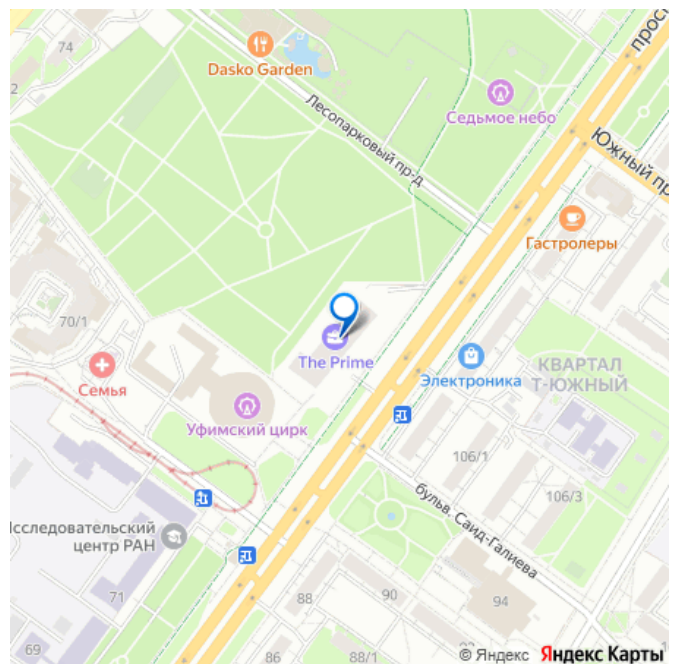 74
Dasko Garden
прос
2
Седьмое небо
Лесопарковый пр-д
Южный пр
Гастролеры
70/1
The Prime
Семья
Электроника
КВАРТАЛ
Т-ЮЖНЫЙ
Уфимский цирк
106/1
106/3
бульв. Саид-Галиева
Исследовательский
центр РАН
71
88
90
94
69
86
88/1
© Яндекс Яндекс Карты